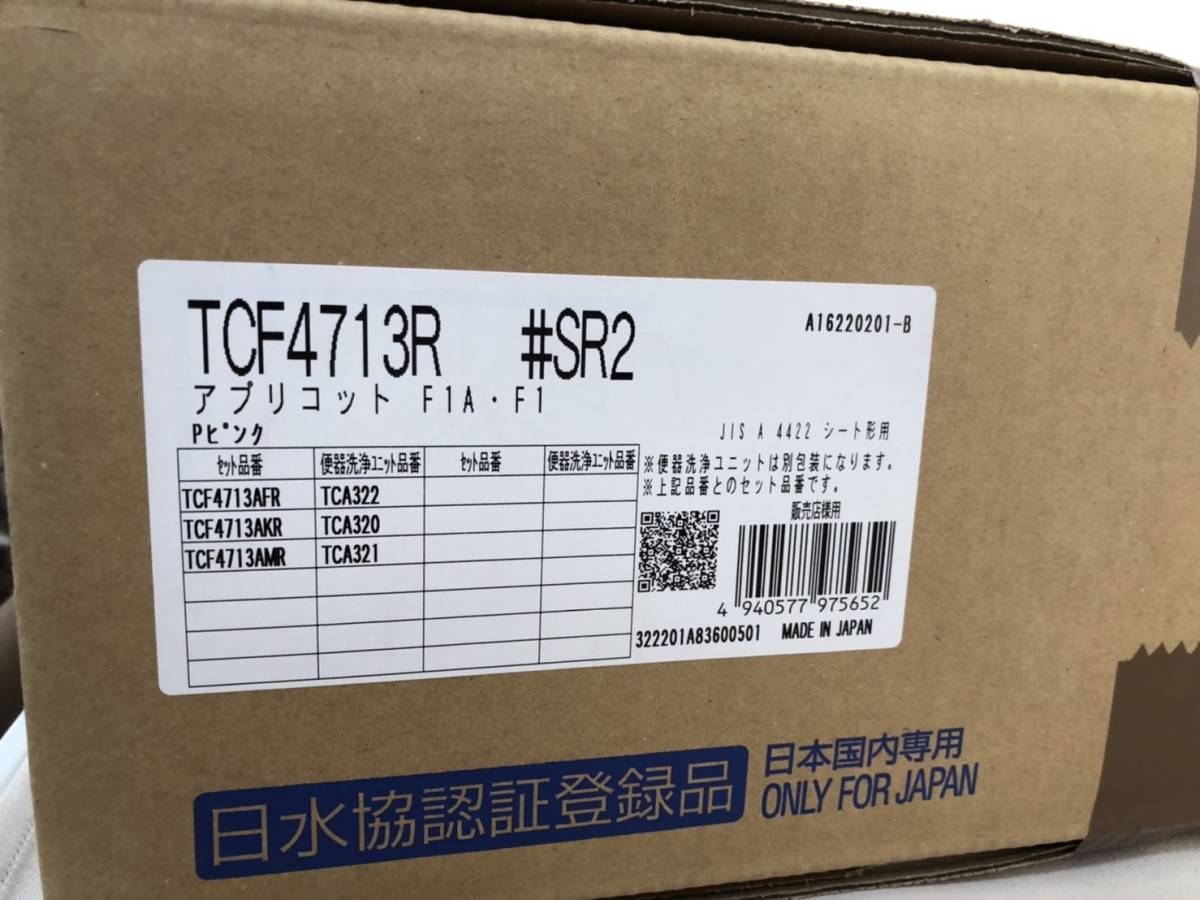 TCF4713R #SR2
A16220201-B
アプリコット F1A・F1
Pピンク
JIS A 4422 シート形用
セット品番 便器洗浄ユニット品番 セット品番 便器洗浄ユニット品番
TCF4713AFR TCA322
TCF4713AKR TCA320
TCF4713AMR TCA321
※便器洗浄ユニットは別包装になります。
※上記品番とのセット品番です。
販売店様用
4 940577 975652
322201A83600501 MADE IN JAPAN
日水協認証登録品
日本国内専用
ONLY FOR JAPAN